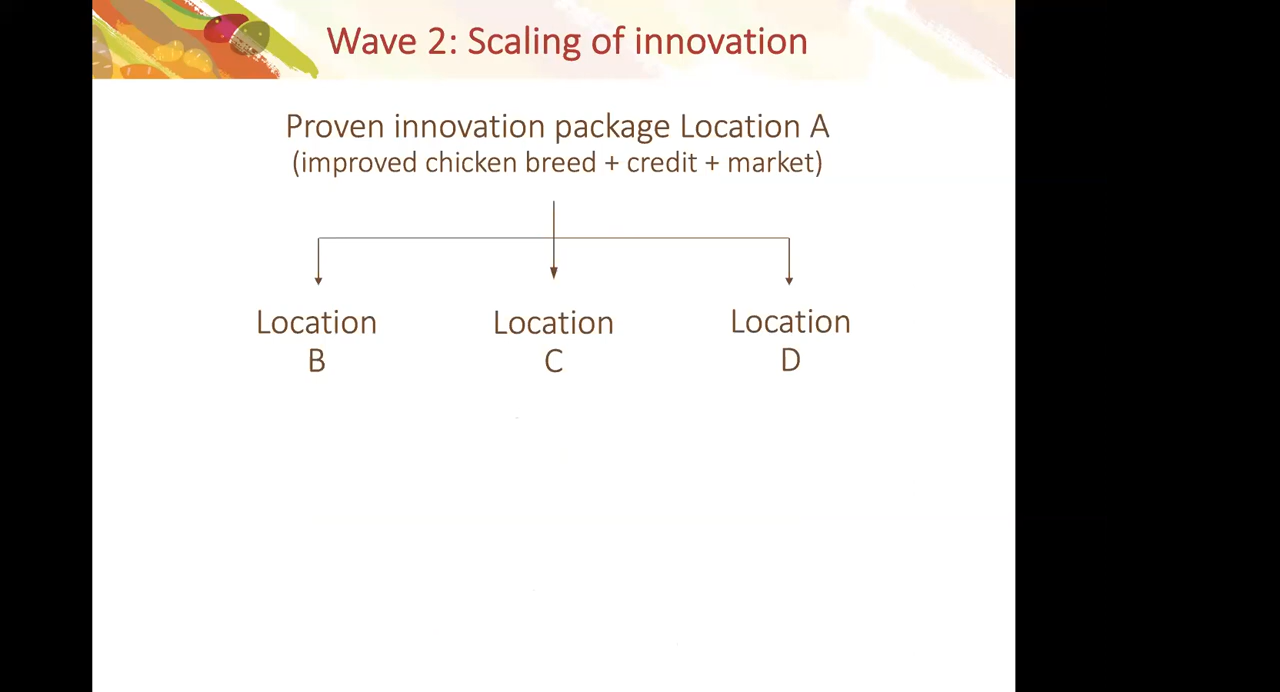 Wave 2: Scaling of innovation
Proven innovation package Location A
(improved chicken breed + credit + market)
Location
B
Location
C
Location
D